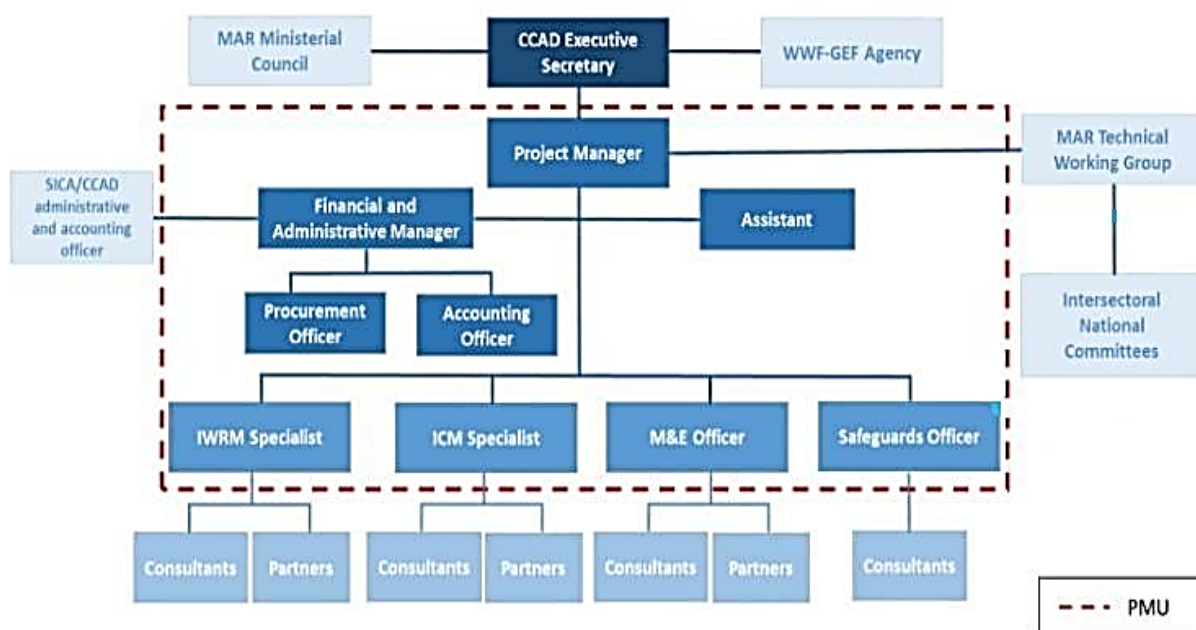 MAR Ministerial
Council
CCAD Executive
Secretary
WWF-GEF Agency
Project Manager
MAR Technical
Working Group
SICA/CCAD
administrative
and accounting
officer
Financial and
Administrative Manager
Assistant
Procurement
Officer
Accounting
Officer
Intersectoral
National
Committees
IWRM Specialist
ICM Specialist
M&E Officer
Safeguards Officer
Consultants
Partners
Consultants
Partners
Consultants
Partners
Consultants
PMU